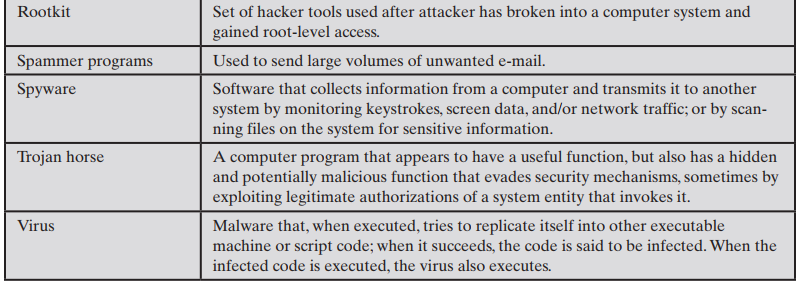 Rootkit
Set of hacker tools used after attacker has broken into a computer system and
gained root-level access.
Spammer programs
Used to send large volumes of unwanted e-mail.
Spyware
Software that collects information from a computer and transmits it to another
system by monitoring keystrokes, screen data, and/or network traffic; or by scan-
ning files on the system for sensitive information.
Trojan horse
A computer program that appears to have a useful function, but also has a hidden
and potentially malicious function that evades security mechanisms, sometimes by
exploiting legitimate authorizations of a system entity that invokes it.
Virus
Malware that, when executed, tries to replicate itself into other executable
machine or script code; when it succeeds, the code is said to be infected. When the
infected code is executed, the virus also executes.